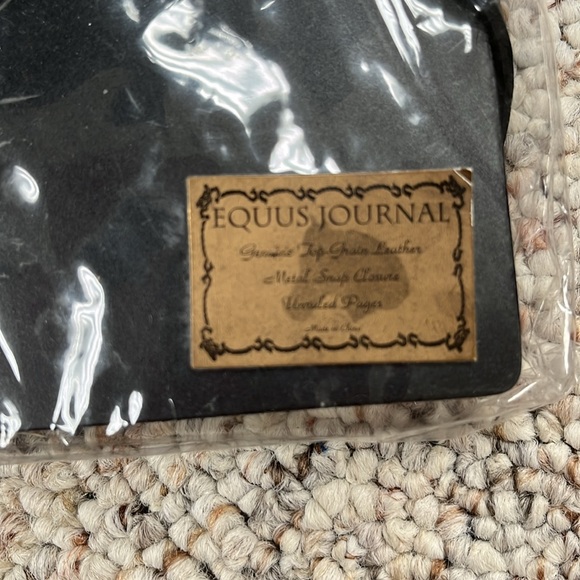 EQUUS JOURNAL
Genuine Top-Grain Leather
Metal Snap Closure
Unruled Pages
Made in China